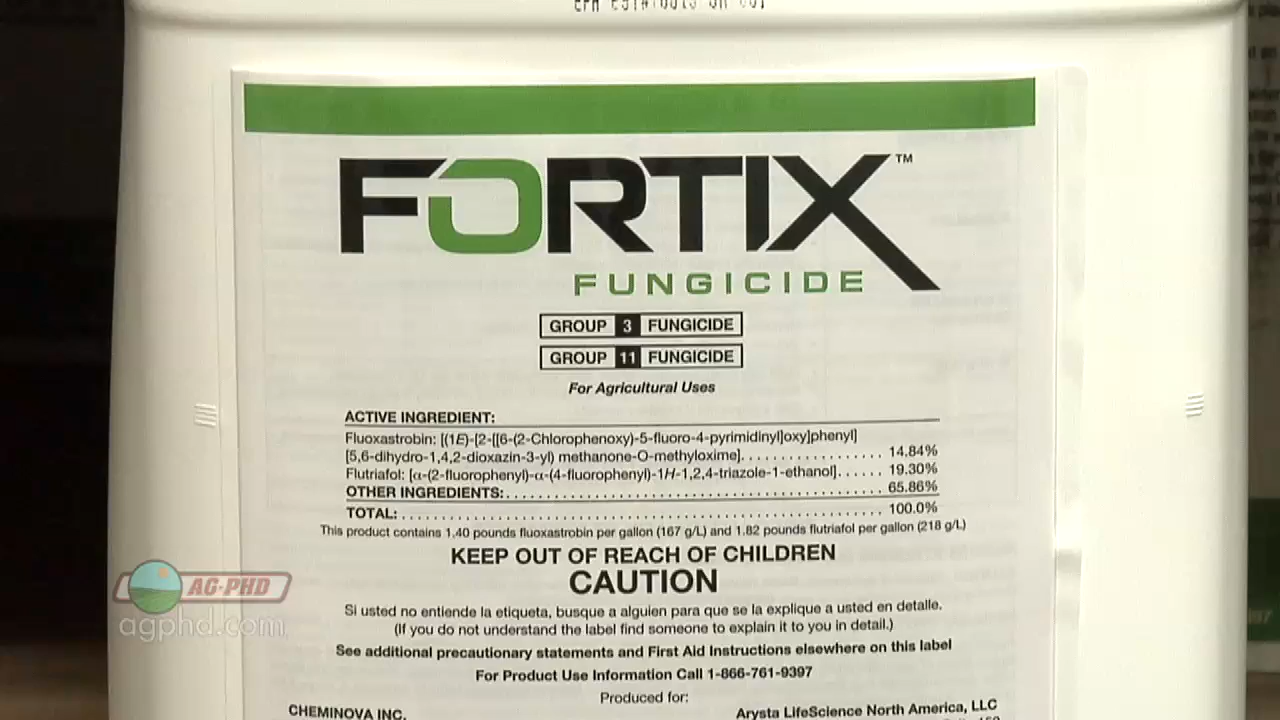 FORTIX™
FUNGICIDE
GROUP 3 FUNGICIDE
GROUP 11 FUNGICIDE
For Agricultural Uses
ACTIVE INGREDIENT:
Fluoxastrobin: [(1E)-[2-[[6-(2-Chlorophenoxy)-5-fluoro-4-pyrimidinyl]oxy]phenyl]
[5,6-dihydro-1,4,2-dioxazin-3-yl) methanone-O-methyloxime]. . . . . . . . . . . . . . . . 14.84%
Flutriafol: [α-(2-fluorophenyl)-α-(4-fluorophenyl)-1H-1,2,4-triazole-1-ethanol]. . . . . . 19.30%
OTHER INGREDIENTS:. . . . . . . . . . . . . . . . . . . . . . . . . . . . . . . . . . . . . . . . 65.86%
TOTAL: . . . . . . . . . . . . . . . . . . . . . . . . . . . . . . . . . . . . . . . . . . . . . . 100.0%
This product contains 1.40 pounds fluoxastrobin per gallon (167 g/L) and 1.82 pounds flutriafol per gallon (218 g/L)
KEEP OUT OF REACH OF CHILDREN
CAUTION
Si usted no entiende la etiqueta, busque a alguien para que se la explique a usted en detalle.
(If you do not understand the label find someone to explain it to you in detail.)
See additional precautionary statements and First Aid Instructions elsewhere on this label
For Product Use Information Call 1-866-761-9397
Produced for:
CHEMINOVA INC. Arysta LifeScience North America, LLC
AG-PHD
agphd.com